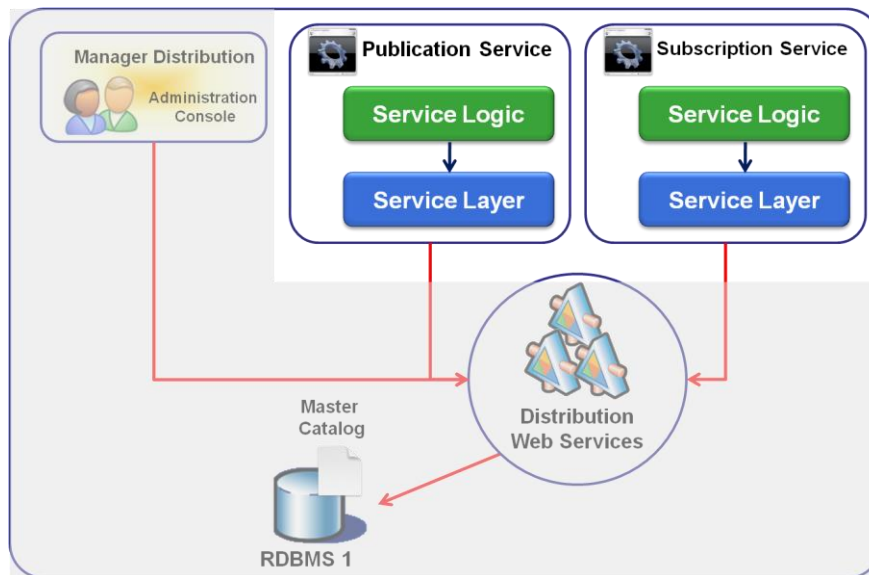 Manager Distribution
Administration
Console
Publication Service
Service Logic
Service Layer
Subscription Service
Service Logic
Service Layer
Distribution
Web Services
Master
Catalog
RDBMS 1